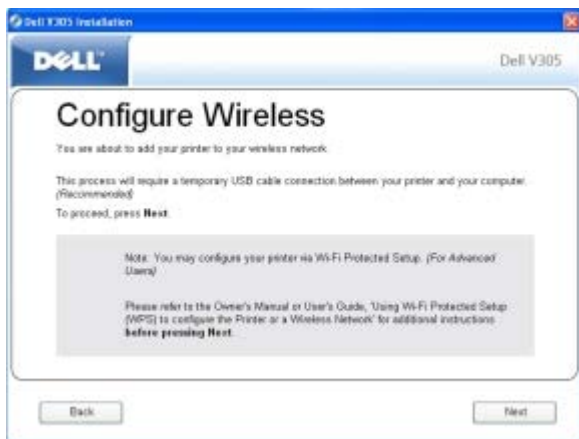 Dell V305 Installation
DELL™
Dell V305
Configure Wireless
You are about to add your printer to your wireless network.
This process will require a temporary USB cable connection between your printer and your computer.
(Recommended)
To proceed, press Next.
Note: You may configure your printer via Wi-Fi Protected Setup. (For Advanced
Users)
Please refer to the Owner's Manual or User's Guide, 'Using Wi-Fi Protected Setup
(WPS) to configure the Printer or a Wireless Network' for additional instructions
before pressing Next.
Back
Next